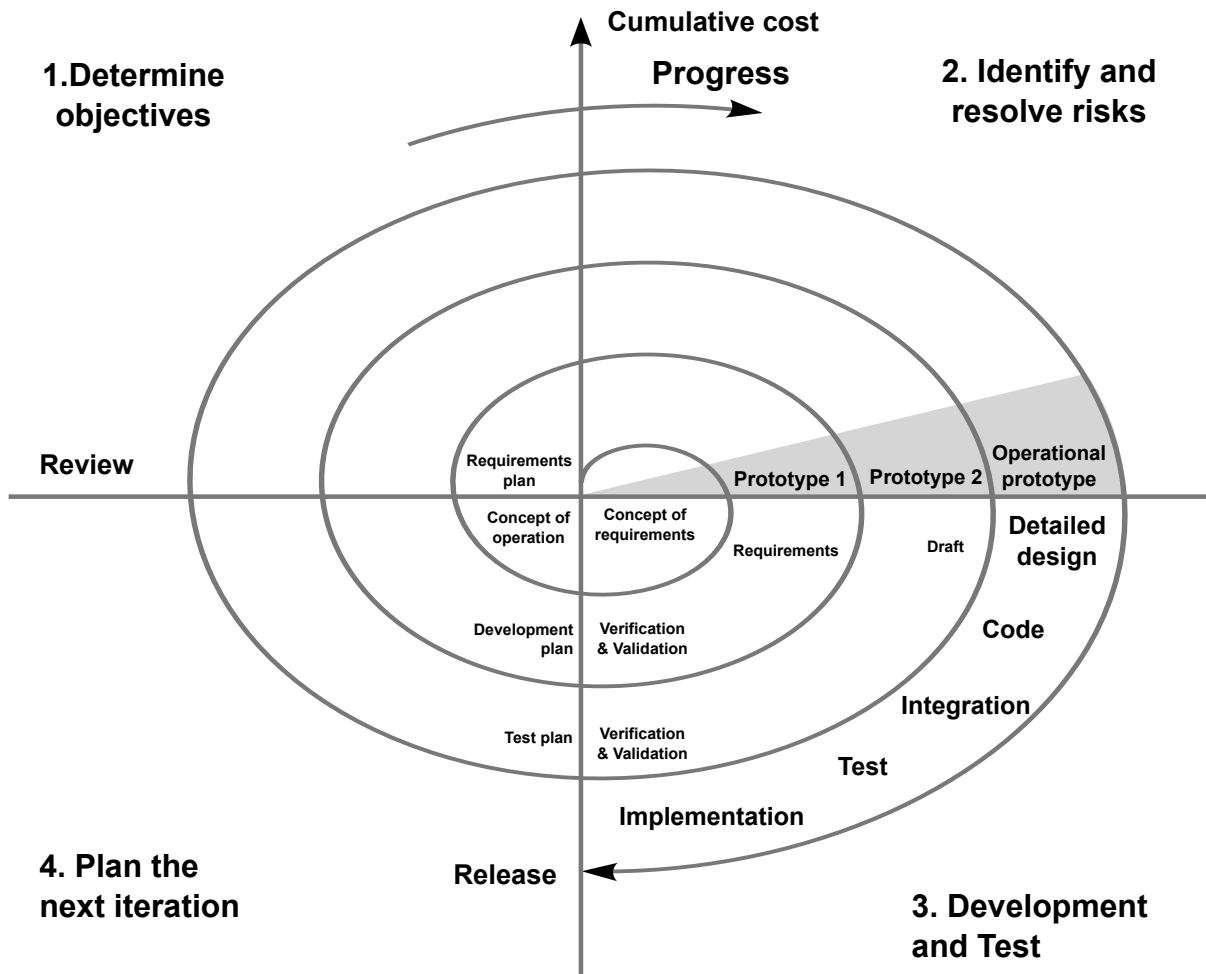 Cumulative cost
Progress
1.Determine
objectives
2. Identify and
resolve risks
Review
Requirements
plan
Prototype 1
Prototype 2
Operational
prototype
Concept of
operation
Concept of
requirements
Requirements
Draft
Detailed
design
Development
plan
Verification
& Validation
Code
Integration
Test plan
Verification
& Validation
Test
Implementation
Release
4. Plan the
next iteration
3. Development
and Test